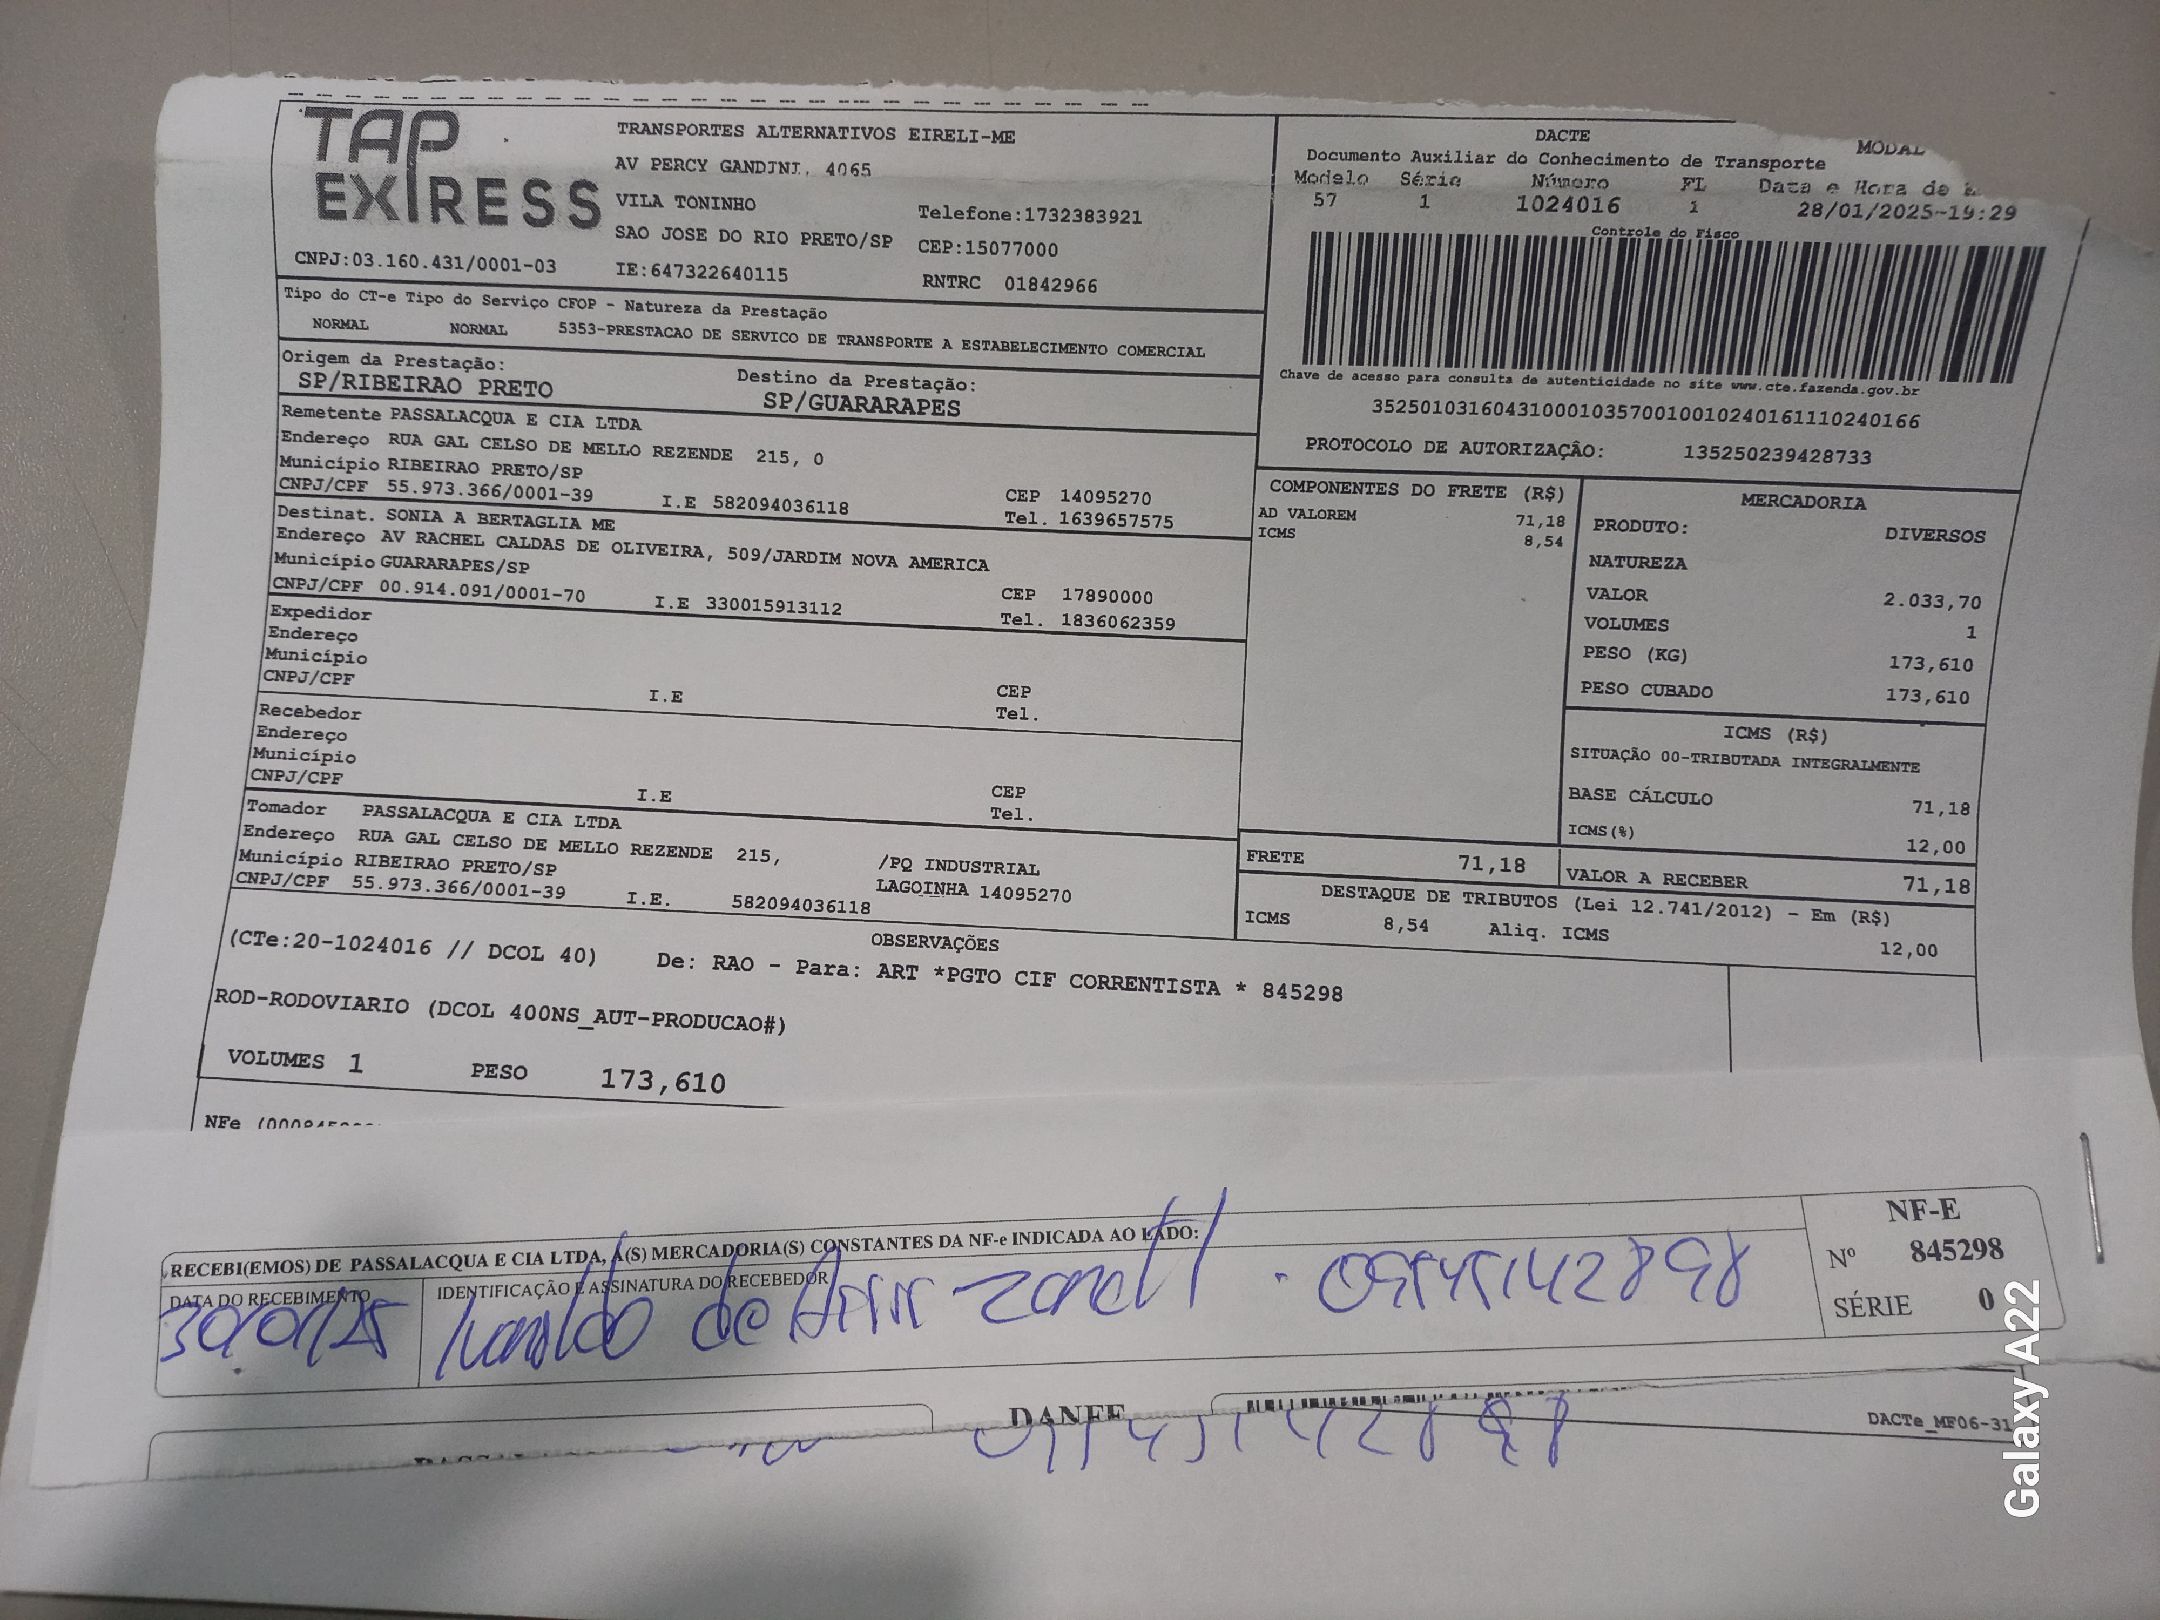 TAP EXPRESS
TRANSPORTES ALTERNATIVOS EIRELI-ME
AV PERCY GANDINI, 4065
VILA TONINHO
Telefone:1732383921
SAO JOSE DO RIO PRETO/SP
CEP:15077000
CNPJ:03.160.431/0001-03
IE:647322640115
RNTRC 01842966
DACTE
MODAL
Documento Auxiliar do Conhecimento de Transporte
Modelo Série Número FL Data e Hora de
57 1 1024016 1 28/01/2025-19:29
Controle do Fisco
Chave de acesso para consulta de autenticidade no site www.cte.fazenda.gov.br
35250103160431000103570010010240161110240166
PROTOCOLO DE AUTORIZAÇÃO: 135250239428733
Tipo do CT-e Tipo do Serviço CFOP - Natureza da Prestação
NORMAL NORMAL 5353-PRESTACAO DE SERVICO DE TRANSPORTE A ESTABELECIMENTO COMERCIAL
Origem da Prestação: Destino da Prestação:
SP/RIBEIRAO PRETO SP/GUARARAPES
Remetente PASSALACQUA E CIA LTDA
Endereço RUA GAL CELSO DE MELLO REZENDE 215, 0
Município RIBEIRAO PRETO/SP CEP 14095270
CNPJ/CPF 55.973.366/0001-39 I.E 582094036118 Tel. 1639657575
Destinat. SONIA A BERTAGLIA ME
Endereço AV RACHEL CALDAS DE OLIVEIRA, 509/JARDIM NOVA AMERICA
Município GUARARAPES/SP CEP 17890000
CNPJ/CPF 00.914.091/0001-70 I.E 330015913112 Tel. 1836062359
Expedidor
Endereço
Município CEP
CNPJ/CPF I.E Tel.
Recebedor
Endereço
Município CEP
CNPJ/CPF I.E Tel.
Tomador PASSALACQUA E CIA LTDA
Endereço RUA GAL CELSO DE MELLO REZENDE 215, /PQ INDUSTRIAL
Município RIBEIRAO PRETO/SP LAGOINHA 14095270
CNPJ/CPF 55.973.366/0001-39 I.E. 582094036118
COMPONENTES DO FRETE (R$)
AD VALOREM 71,18
ICMS 8,54
MERCADORIA
PRODUTO: DIVERSOS
NATUREZA
VALOR 2.033,70
VOLUMES 1
PESO (KG) 173,610
PESO CUBADO 173,610
ICMS (R$)
SITUAÇÃO 00-TRIBUTADA INTEGRALMENTE
BASE CÁLCULO 71,18
ICMS(%) 12,00
FRETE 71,18 VALOR A RECEBER 71,18
DESTAQUE DE TRIBUTOS (Lei 12.741/2012) - Em (R$)
ICMS 8,54 Aliq. ICMS 12,00
OBSERVAÇÕES
(CTe:20-1024016 // DCOL 40) De: RAO - Para: ART *PGTO CIF CORRENTISTA * 845298
ROD-RODOVIARIO (DCOL 400NS_AUT-PRODUCAO#)
VOLUMES 1 PESO 173,610
NFe
RECEBI(EMOS) DE PASSALACQUA E CIA LTDA, A(S) MERCADORIA(S) CONSTANTES DA NF-e INDICADA AO LADO:
DATA DO RECEBIMENTO IDENTIFICAÇÃO E ASSINATURA DO RECEBEDOR
30/01/25
NF-E
Nº 845298
SÉRIE 0
DANFE
DACTe_MF06-31
Galaxy A22